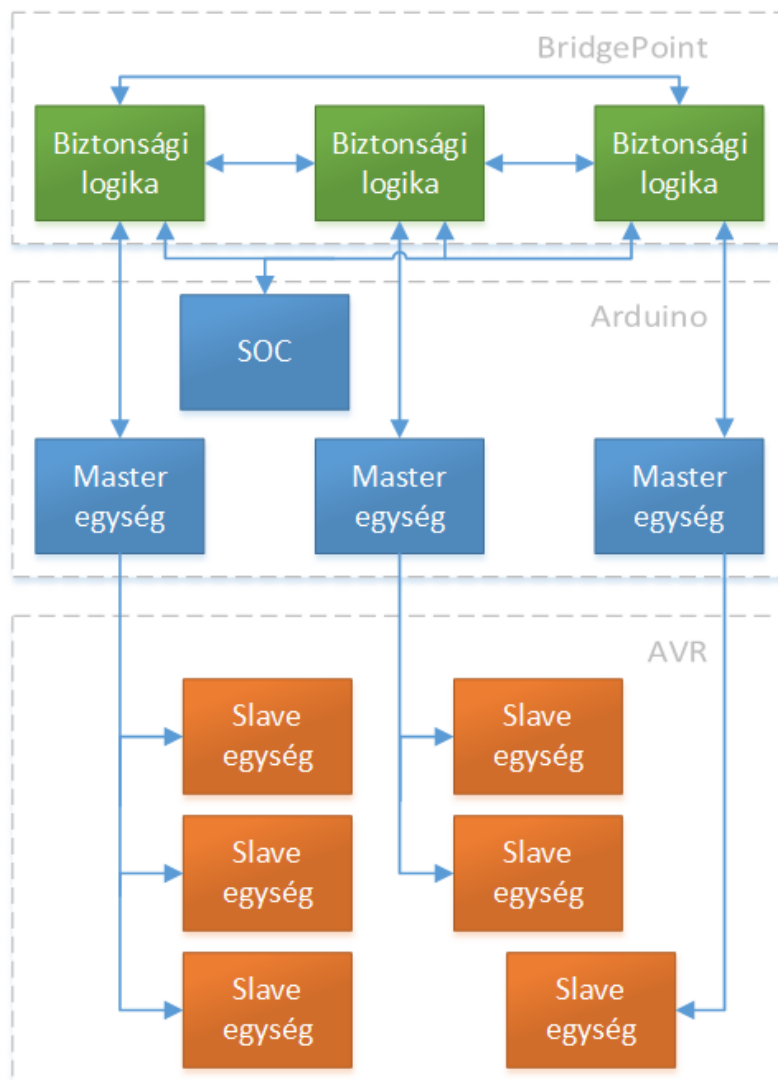 BridgePoint
Biztonsági
logika
Biztonsági
logika
Biztonsági
logika
Arduino
SOC
Master
egység
Master
egység
Master
egység
AVR
Slave
egység
Slave
egység
Slave
egység
Slave
egység
Slave
egység
Slave
egység